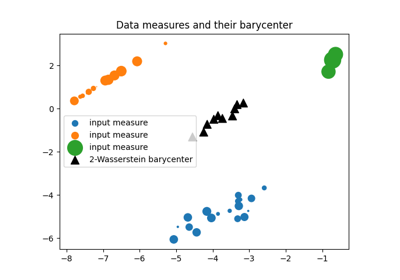 Data measures and their barycenter
2
0
−2
−4
−6
input measure
input measure
input measure
2-Wasserstein barycenter
−8 −7 −6 −5 −4 −3 −2 −1